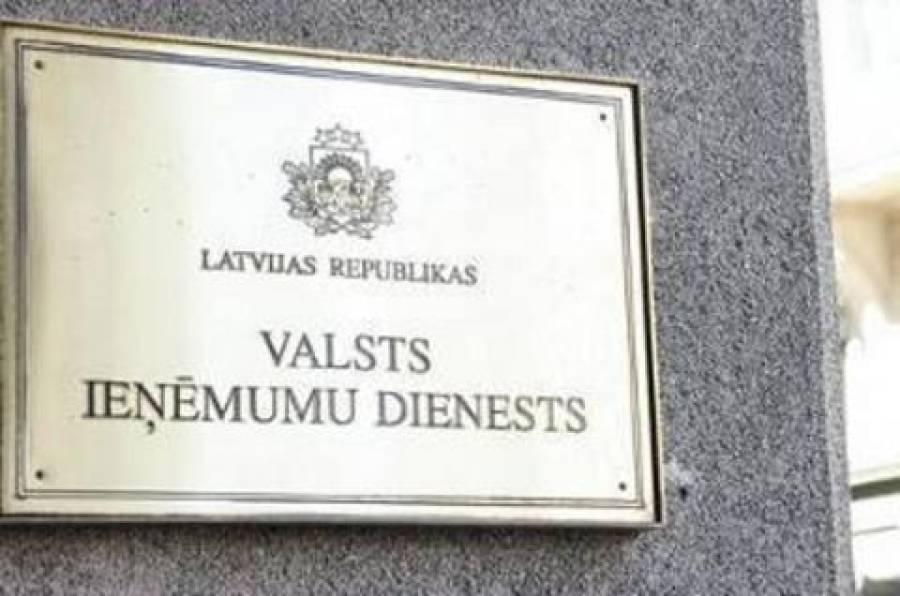 LATVIJAS REPUBLIKAS
VALSTS
IEŅĒMUMU DIENESTS